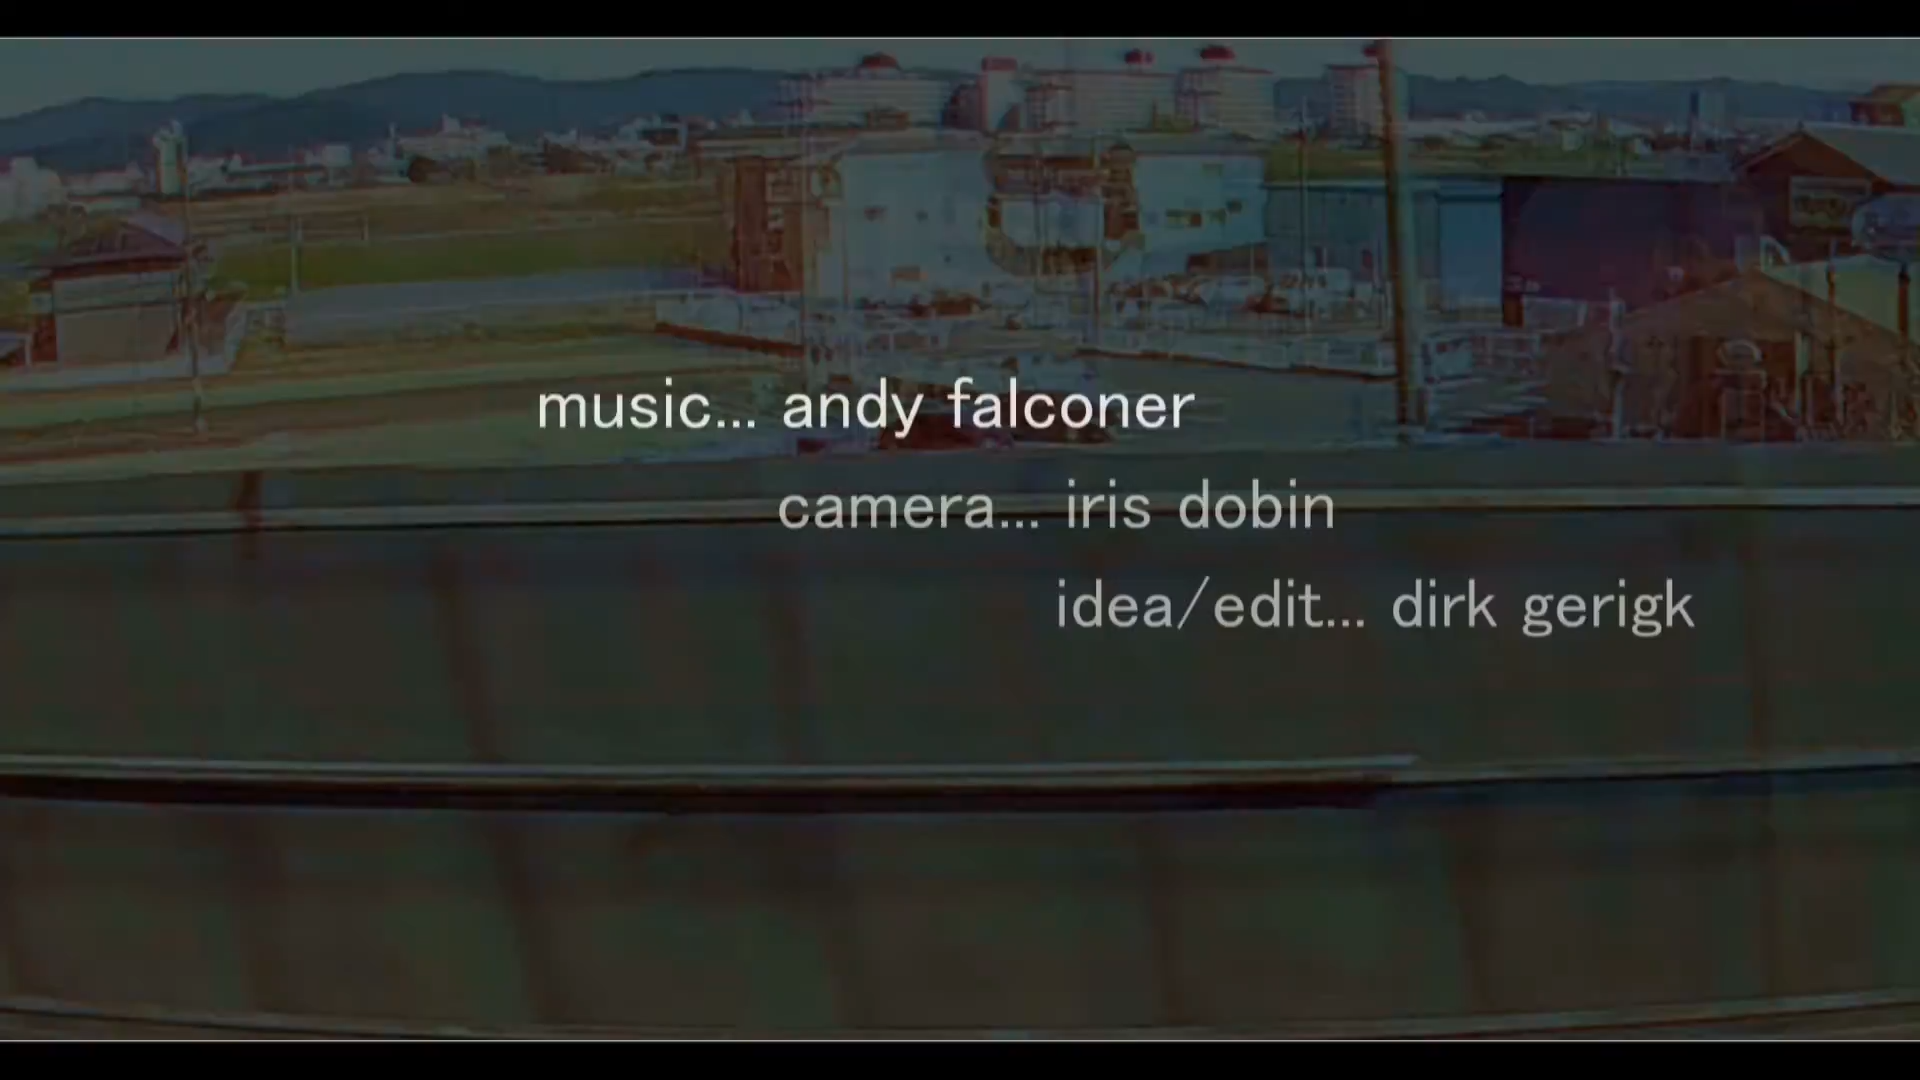 music... andy falconer
camera... iris dobin
idea/edit... dirk gerigk